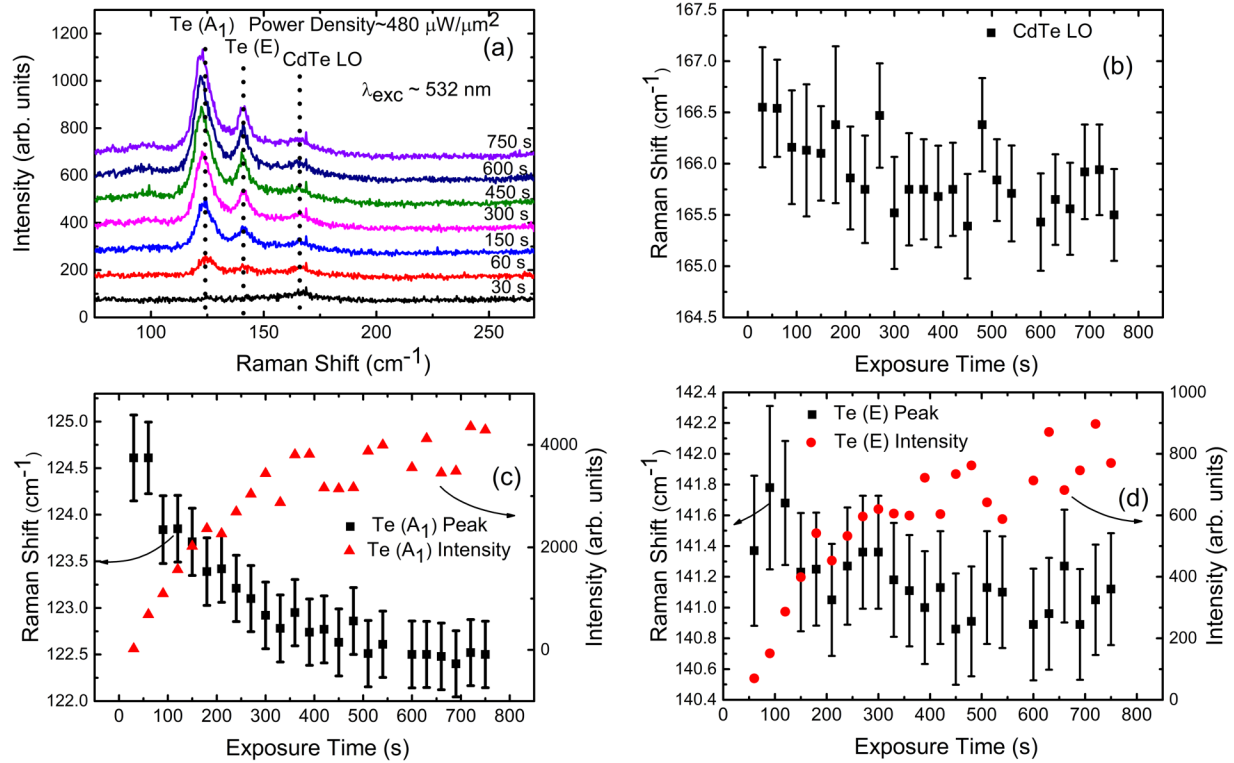 Te (A1) Power Density~480 μW/μm2
Te (E)
CdTe LO
(a)
λexc ~ 532 nm
750 s
600 s
450 s
300 s
150 s
60 s
30 s
1200
1000
800
600
400
200
0
Intensity (arb. units)
100 150 200 250
Raman Shift (cm-1)
CdTe LO
(b)
167.5
167.0
166.5
166.0
165.5
165.0
164.5
Raman Shift (cm-1)
0 100 200 300 400 500 600 700 800
Exposure Time (s)
125.0
124.5
124.0
123.5
123.0
122.5
122.0
Raman Shift (cm-1)
(c)
Te (A1) Peak
Te (A1) Intensity
4000
2000
0
Intensity (arb. units)
0 100 200 300 400 500 600 700 800
Exposure Time (s)
142.4
142.2
142.0
141.8
141.6
141.4
141.2
141.0
140.8
140.6
140.4
Raman Shift (cm-1)
Te (E) Peak
Te (E) Intensity
(d)
1000
800
600
400
200
0
Intensity (arb. units)
0 100 200 300 400 500 600 700 800
Exposure Time (s)